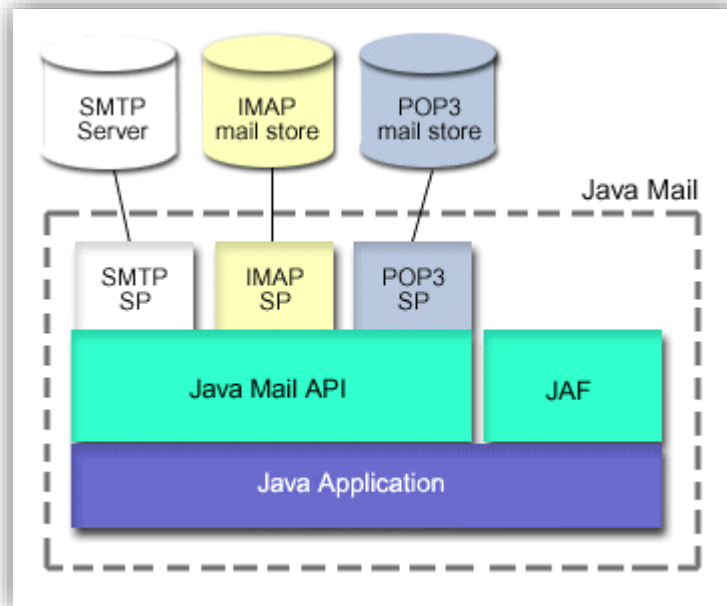 SMTP
Server
IMAP
mail store
POP3
mail store
Java Mail
SMTP
SP
IMAP
SP
POP3
SP
Java Mail API
JAF
Java Application